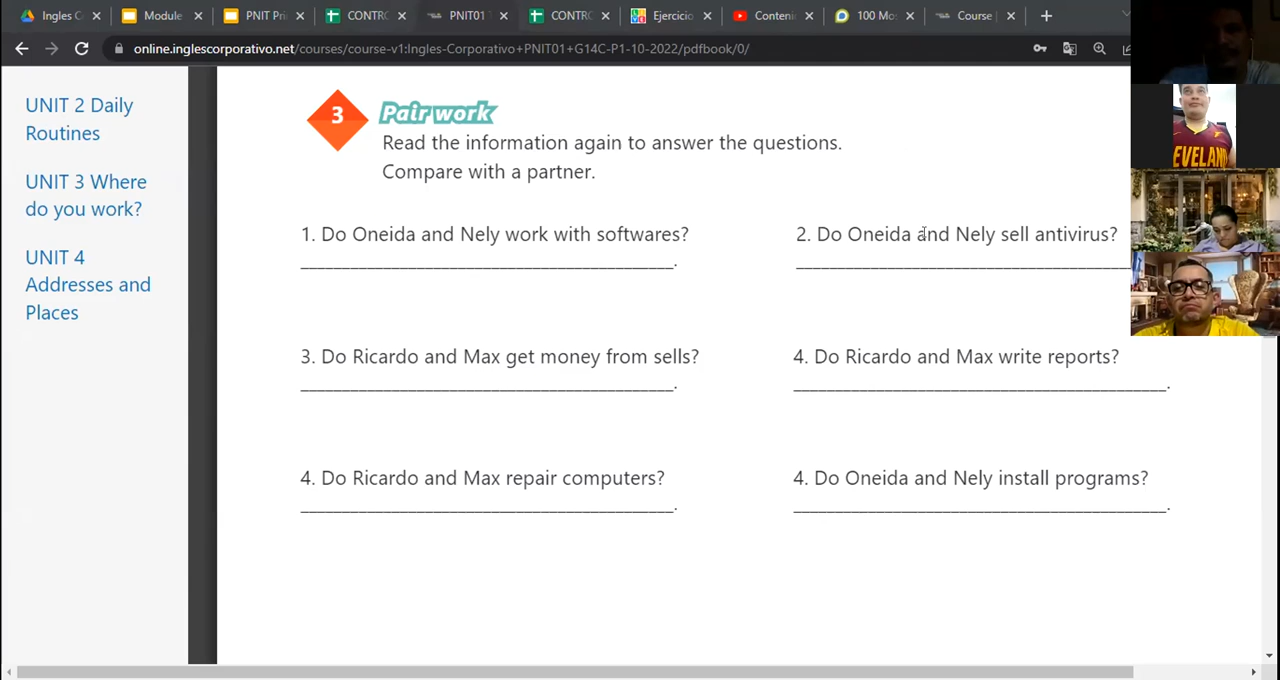 Ingles C
Module
PNIT Pri
CONTRO
PNIT01
CONTRO
Ejercicio
Conten
100 Mo
Course
online.inglescorporativo.net/courses/course-v1:Ingles-Corporativo+PNIT01+G14C-P1-10-2022/pdfbook/0/
UNIT 2 Daily
Routines
UNIT 3 Where
do you work?
UNIT 4
Addresses and
Places
3 Pair work
Read the information again to answer the questions.
Compare with a partner.
1. Do Oneida and Nely work with softwares?
2. Do Oneida and Nely sell antivirus?
3. Do Ricardo and Max get money from sells?
4. Do Ricardo and Max write reports?
4. Do Ricardo and Max repair computers?
4. Do Oneida and Nely install programs?
EVELAN